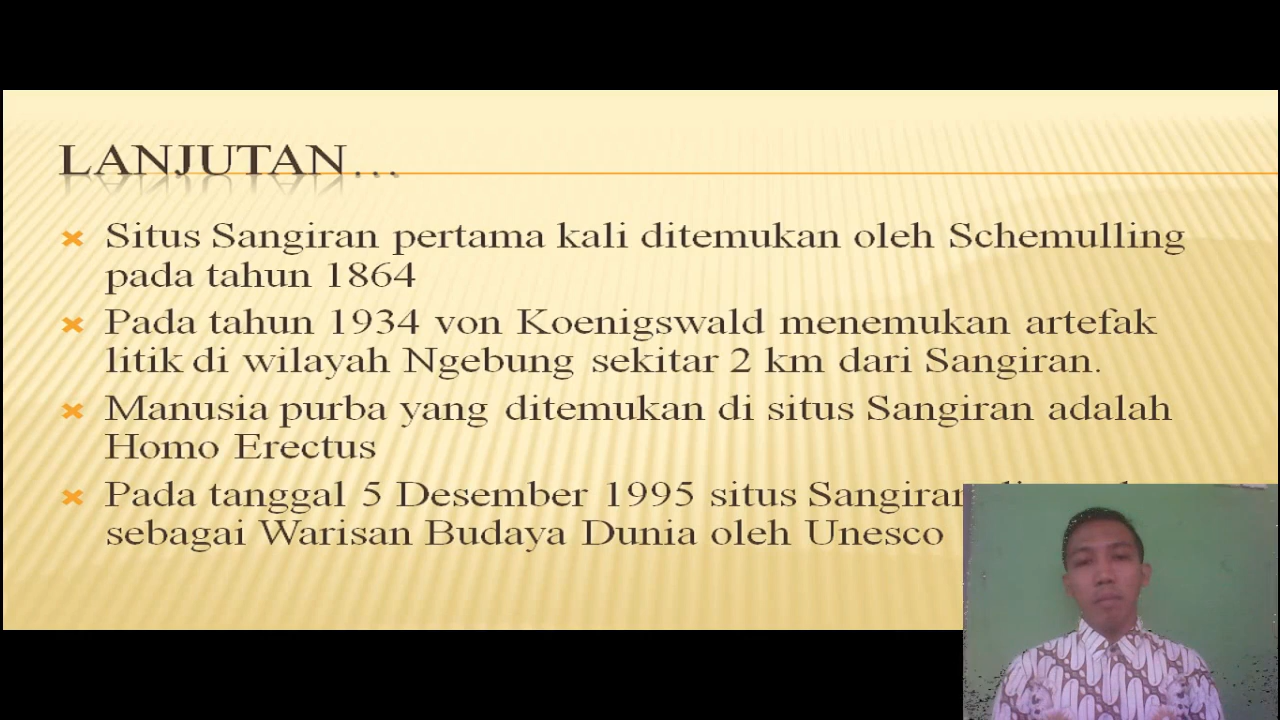 LANJUTAN...
Situs Sangiran pertama kali ditemukan oleh Schemulling
pada tahun 1864
Pada tahun 1934 von Koenigswald menemukan artefak
litik di wilayah Ngebung sekitar 2 km dari Sangiran.
Manusia purba yang ditemukan di situs Sangiran adalah
Homo Erectus
Pada tanggal 5 Desember 1995 situs Sangiran
sebagai Warisan Budaya Dunia oleh Unesco